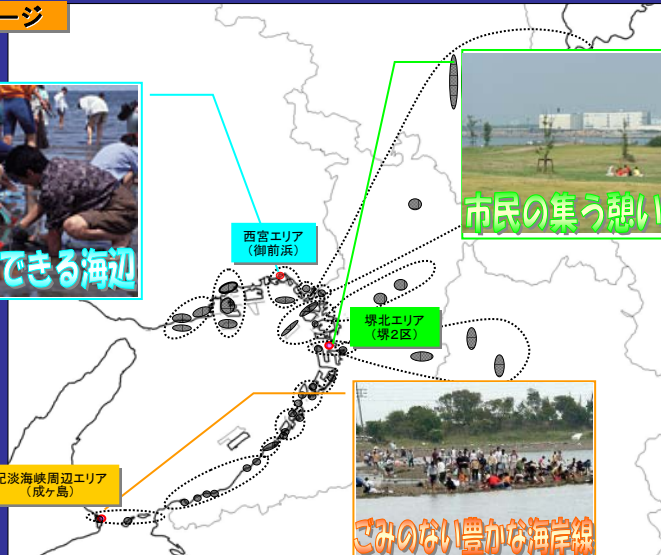 ージ
市民の集う憩い
できる海辺
西宮エリア
（御前浜）
堺北エリア
（堺2区）
紀淡海峡周辺エリア
（成ヶ島）
ごみのない豊かな海岸線